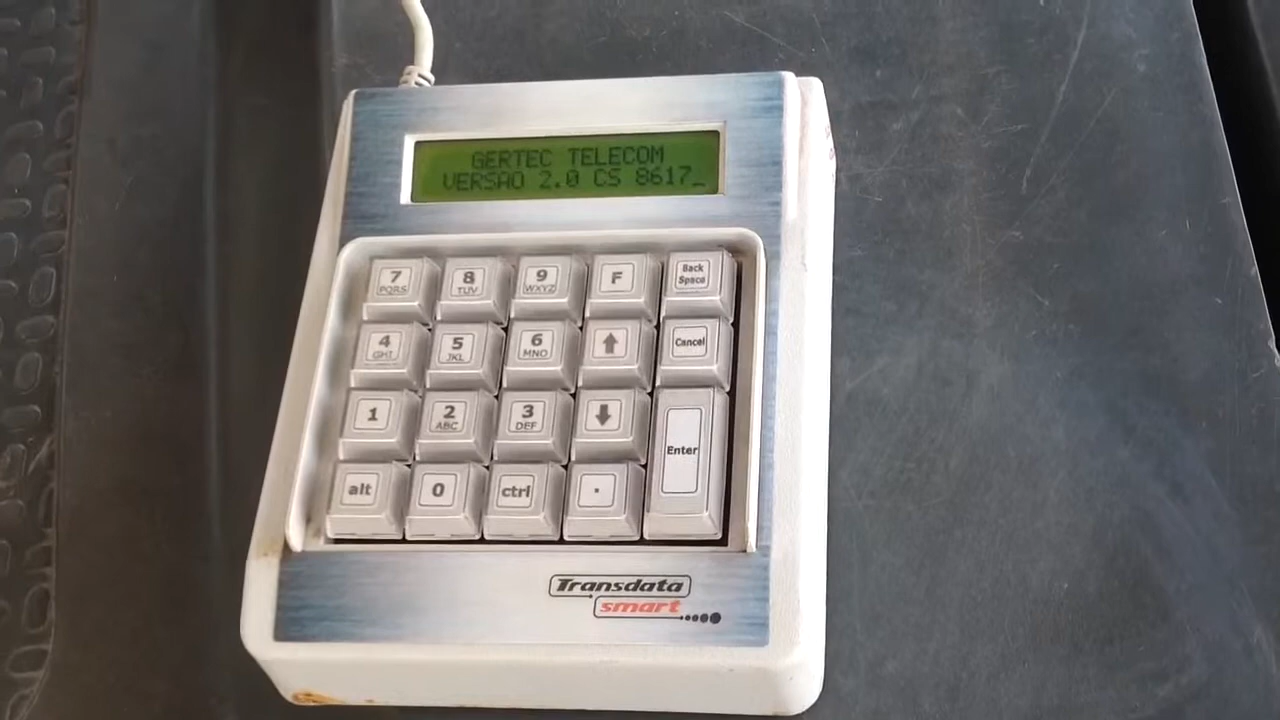 GERTEC TELECOM
VERSAO 2.0 CS 8617_
7 PQRS 8 TUV 9 WXYZ F Back Space
4 GHI 5 JKL 6 MNO Cancel
1 2 ABC 3 DEF
Enter
alt 0 ctrl .
Transdata
smart